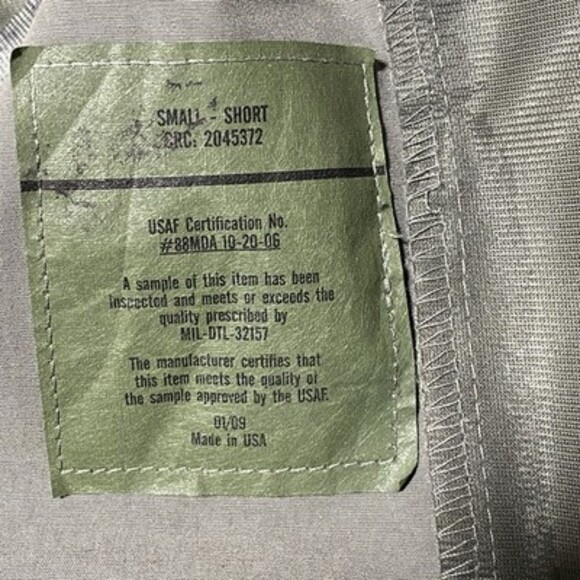 SMALL - SHORT
CRC: 2045372
USAF Certification No.
#88MDA 10-20-06
A sample of this item has been
inspected and meets or exceeds the
quality prescribed by
MIL-DTL-32157
The manufacturer certifies that
this item meets the quality or
the sample approved by the USAF.
01/09
Made in USA